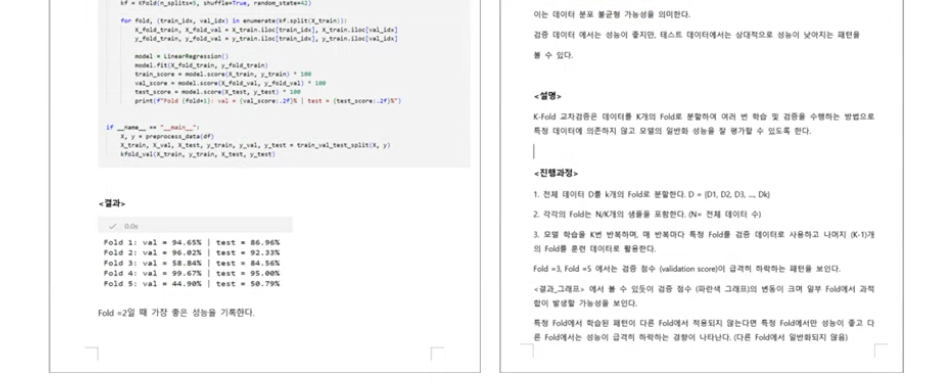 kf = KFold(n_splits=5, shuffle=True, random_state=42)
for fold, (train_idx, val_idx) in enumerate(kf.split(X_train)):
X_fold_train, X_fold_val = X_train.iloc[train_idx], X_train.iloc[val_idx]
y_fold_train, y_fold_val = y_train.iloc[train_idx], y_train.iloc[val_idx]
model = LinearRegression()
model.fit(X_fold_train, y_fold_train)
train_score = model.score(X_train, y_train) * 100
val_score = model.score(X_fold_val, y_fold_val) * 100
test_score = model.score(X_test, y_test) * 100
print(f"Fold {fold+1}: val = {val_score:.2f}% | test = {test_score:.2f}%")
if __name__ == "__main__":
X, y = preprocess_data(df)
X_train, X_val, X_test, y_train, y_val, y_test = train_val_test_split(X, y)
kfold_val(X_train, y_train, X_test, y_test)
<결과>
0.0s
Fold 1: val = 94.65% | test = 86.96%
Fold 2: val = 96.02% | test = 92.33%
Fold 3: val = 58.84% | test = 84.56%
Fold 4: val = 99.67% | test = 95.00%
Fold 5: val = 44.90% | test = 50.79%
Fold =2일 때 가장 좋은 성능을 기록한다.
이는 데이터 분포 불균형 가능성을 의미한다.
검증 데이터 에서는 성능이 좋지만, 테스트 데이터에서는 상대적으로 성능이 낮아지는 패턴을
볼 수 있다.
<설명>
K-Fold 교차검증은 데이터를 K개의 Fold로 분할하여 여러 번 학습 및 검증을 수행하는 방법으로
특정 데이터에 의존하지 않고 모델의 일반화 성능을 잘 평가할 수 있도록 한다.
<진행과정>
1. 전체 데이터 D를 k개의 Fold로 분할한다. D = (D1, D2, D3, ..., Dk)
2. 각각의 Fold는 N/K개의 샘플을 포함한다. (N= 전체 데이터 수)
3. 모델 학습을 K번 반복하며, 매 반복마다 특정 Fold를 검증 데이터로 사용하고 나머지 (K-1)개
의 Fold를 훈련 데이터로 활용한다.
Fold =3, Fold =5 에서는 검증 점수 (validation score)이 급격히 하락하는 패턴을 보인다.
<결과_그래프> 에서 볼 수 있듯이 검증 점수 (파란색 그래프)의 변동이 크며 일부 Fold에서 과적
합이 발생할 가능성을 보인다.
특정 Fold에서 학습된 패턴이 다른 Fold에서 적용되지 않는다면 특정 Fold에서만 성능이 좋고 다
른 Fold에서는 성능이 급격히 하락하는 경향이 나타난다. (다른 Fold에서 일반화되지 않음)